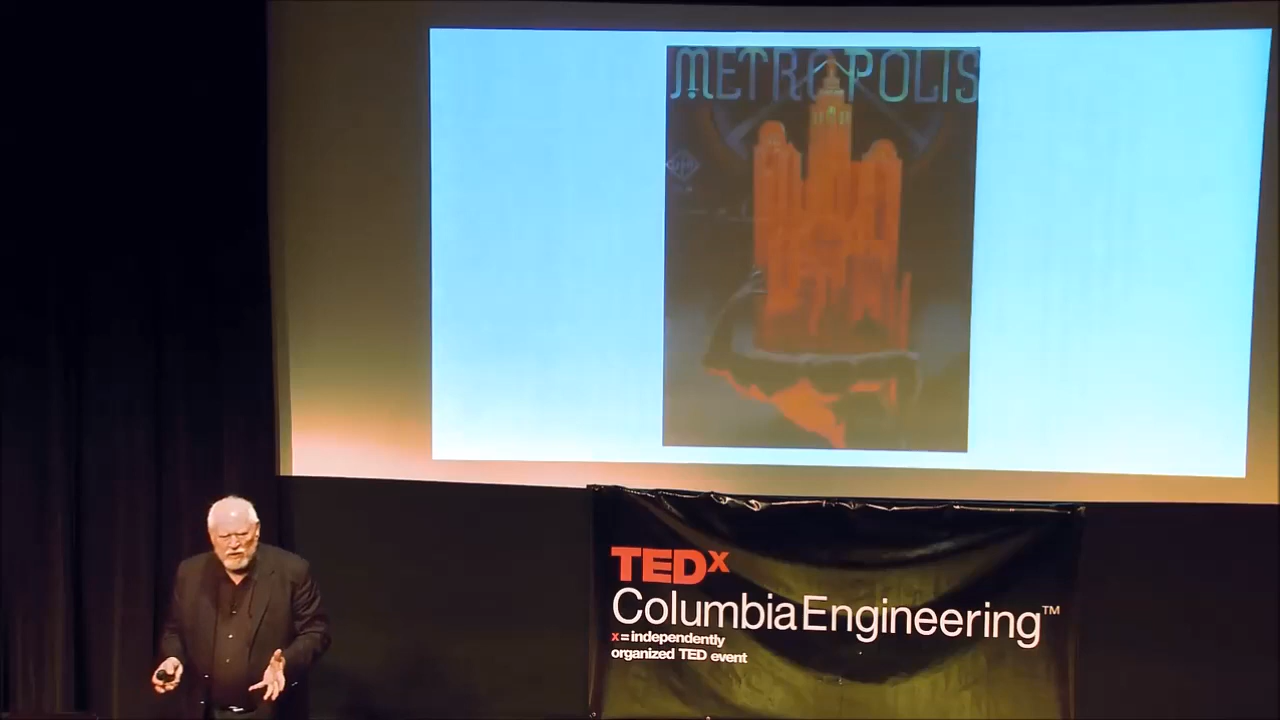 METROPOLIS
TEDx
ColumbiaEngineering™
x = independently
organized TED event